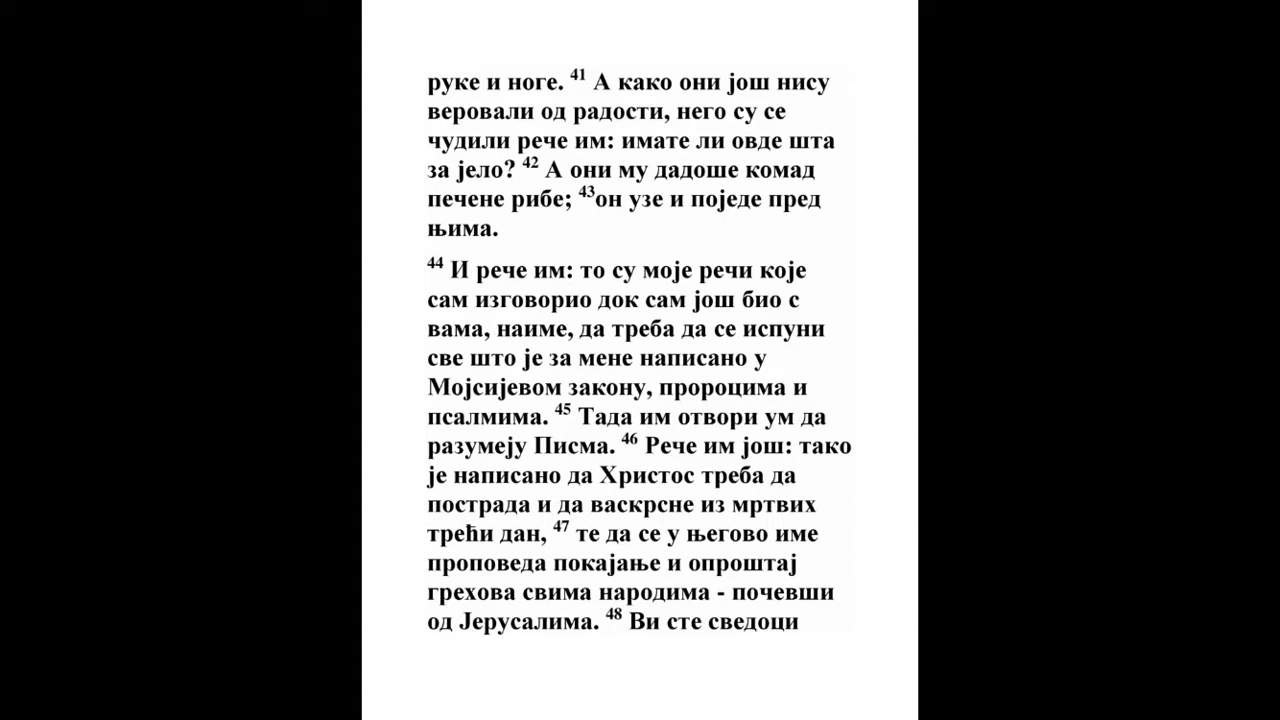 руке и ноге. 41 А како они још нису
веровали од радости, него су се
чудили рече им: имате ли овде шта
за јело? 42 А они му дадоше комад
печене рибе; 43он узе и поједе пред
њима.
44 И рече им: то су моје речи које
сам изговорио док сам још био с
вама, наиме, да треба да се испуни
све што је за мене написано у
Мојсијевом закону, пророцима и
псалмима. 45 Тада им отвори ум да
разумеју Писма. 46 Рече им још: тако
је написано да Христос треба да
пострада и да васкрсне из мртвих
трећи дан, 47 те да се у његово име
проповеда покајање и опроштај
грехова свима народима - почевши
од Јерусалима. 48 Ви сте сведоци